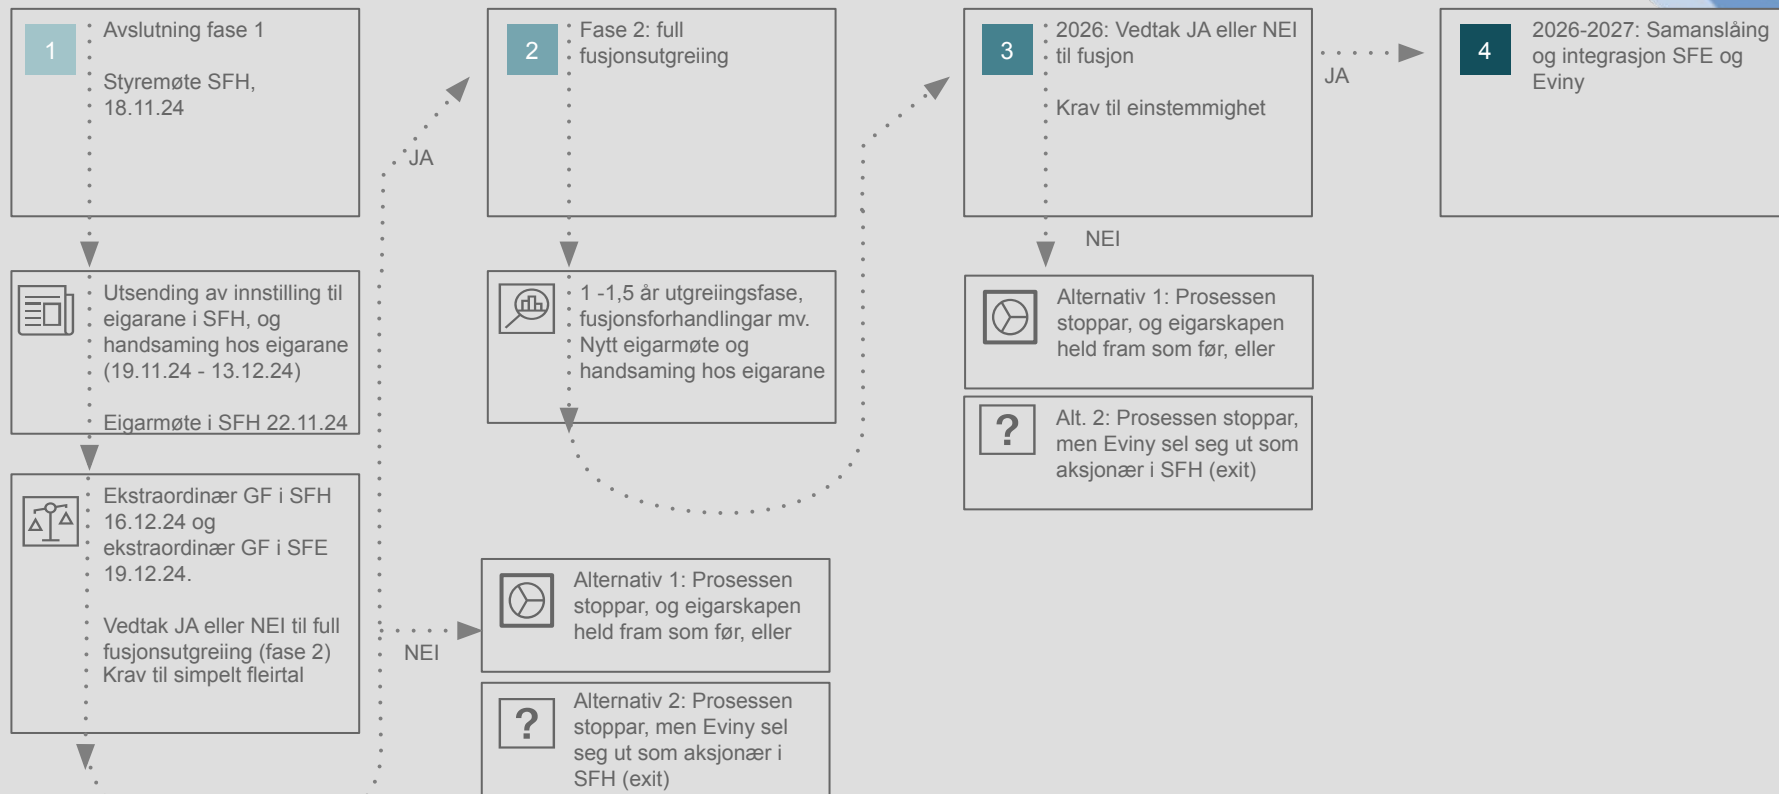 1
Avslutning fase 1
Styremøte SFH,
18.11.24
Utsending av innstilling til
eigarane i SFH, og
handsaming hos eigarane
(19.11.24 - 13.12.24)
Eigarmøte i SFH 22.11.24
Ekstraordinær GF i SFH
16.12.24 og
ekstraordinær GF i SFE
19.12.24.
Vedtak JA eller NEI til full
fusjonsutgreiing (fase 2)
Krav til simpelt fleirtal
JA
NEI
2
Fase 2: full
fusjonsutgreiing
1 -1,5 år utgreiingsfase,
fusjonsforhandlingar mv.
Nytt eigarmøte og
handsaming hos eigarane
Alternativ 1: Prosessen
stoppar, og eigarskapen
held fram som før, eller
?
Alternativ 2: Prosessen
stoppar, men Eviny sel
seg ut som aksjonær i
SFH (exit)
3
2026: Vedtak JA eller NEI
til fusjon
Krav til einstemmighet
JA
NEI
Alternativ 1: Prosessen
stoppar, og eigarskapen
held fram som før, eller
?
Alt. 2: Prosessen stoppar,
men Eviny sel seg ut som
aksjonær i SFH (exit)
4
2026-2027: Samanslåing
og integrasjon SFE og
Eviny